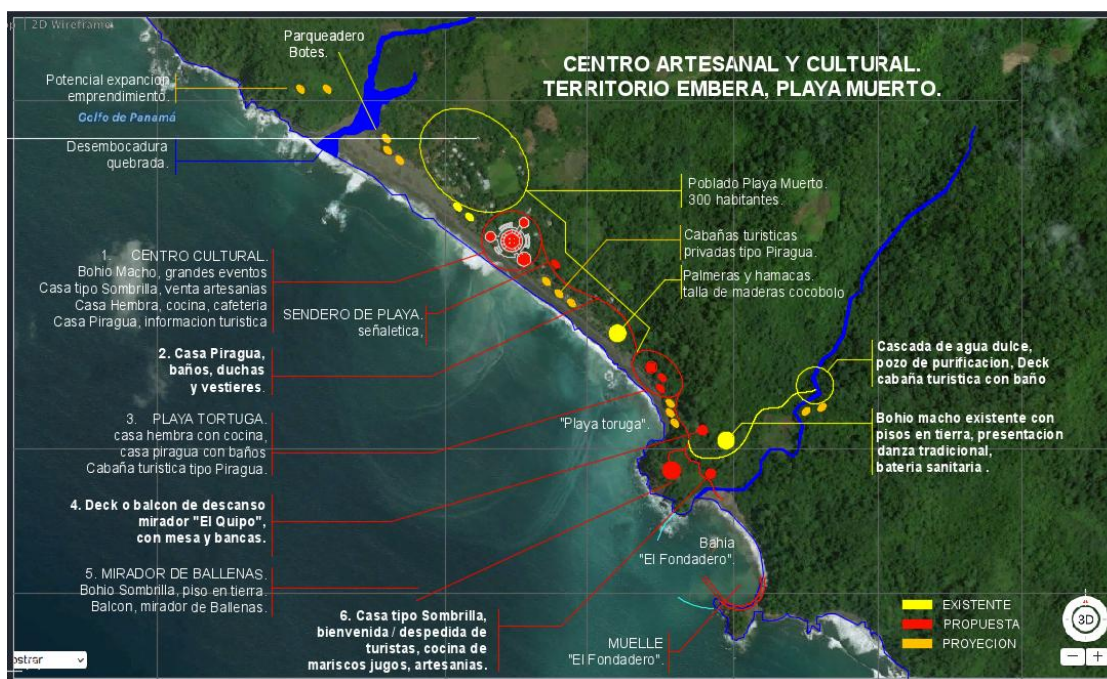 | 2D Wireframe
CENTRO ARTESANAL Y CULTURAL.
TERRITORIO EMBERA, PLAYA MUERTO.
Parqueadero
Botes.
Potencial expancion
emprendimiento.
Golfo de Panamá
Desembocadura
quebrada.
Poblado Playa Muerto.
300 habitantes
Cabañas turisticas
privadas tipo Piragua.
Palmeras y hamacas.
talla de maderas cocobolo
1. CENTRO CULTURAL.
Bohio Macho, grandes eventos
Casa tipo Sombrilla, venta artesanias
Casa Hembra, cocina, cafeteria
Casa Piragua, informacion turistica
SENDERO DE PLAYA.
señaletica,
2. Casa Piragua,
baños, duchas
y vestieres.
Cascada de agua dulce,
pozo de purificacion, Deck
cabaña turistica con baño
3. PLAYA TORTUGA.
casa hembra con cocina,
casa piragua con baños
Cabaña turistica tipo Piragua.
"Playa toruga".
Bohio macho existente con
pisos en tierra, presentacion
danza tradicional,
bateria sanitaria .
4. Deck o balcon de descanso
mirador "El Quipo",
con mesa y bancas.
5. MIRADOR DE BALLENAS.
Bohio Sombrilla, piso en tierra.
Balcon, mirador de Ballenas.
Bahia
"El Fondadero".
6. Casa tipo Sombrilla,
bienvenida / despedida de
turistas, cocina de
mariscos jugos, artesanias.
MUELLE
"El Fondadero".
EXISTENTE
PROPUESTA
PROYECION
3D
ostrar